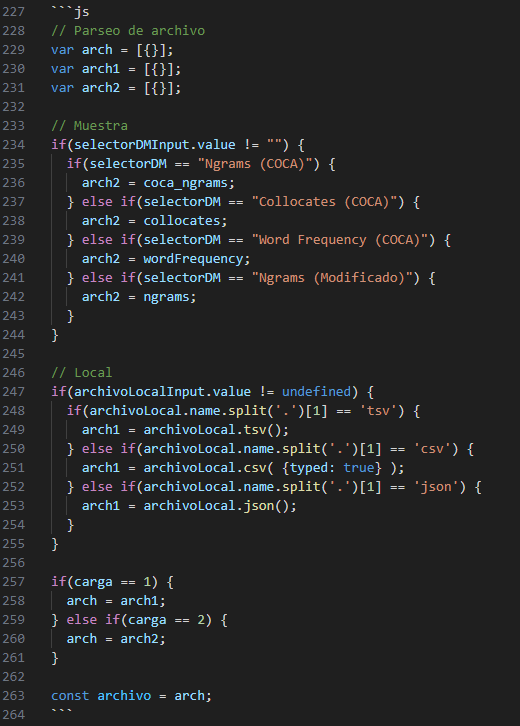 227 ```js
228 // Parseo de archivo
229 var arch = [{}];
230 var arch1 = [{}];
231 var arch2 = [{}];
232
233 // Muestra
234 if(selectorDMInput.value != "") {
235   if(selectorDM == "Ngrams (COCA)") {
236     arch2 = coca_ngrams;
237   } else if(selectorDM == "Collocates (COCA)") {
238     arch2 = collocates;
239   } else if(selectorDM == "Word Frequency (COCA)") {
240     arch2 = wordFrequency;
241   } else if(selectorDM == "Ngrams (Modificado)") {
242     arch2 = ngrams;
243   }
244 }
245
246 // Local
247 if(archivoLocalInput.value != undefined) {
248   if(archivoLocal.name.split('.')[1] == 'tsv') {
249     arch1 = archivoLocal.tsv();
250   } else if(archivoLocal.name.split('.')[1] == 'csv') {
251     arch1 = archivoLocal.csv( {typed: true} );
252   } else if(archivoLocal.name.split('.')[1] == 'json') {
253     arch1 = archivoLocal.json();
254   }
255 }
256
257 if(carga == 1) {
258   arch = arch1;
259 } else if(carga == 2) {
260   arch = arch2;
261 }
262
263 const archivo = arch;
264 ```